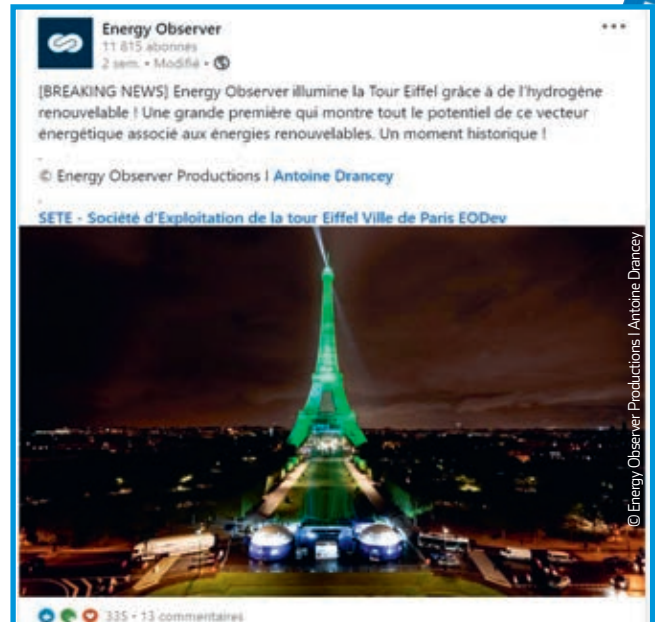 Energy Observer
11 815 abonnés
2 sem. • Modifié •
[BREAKING NEWS] Energy Observer illumine la Tour Eiffel grâce à de l'hydrogène
renouvelable ! Une grande première qui montre tout le potentiel de ce vecteur
énergétique associé aux énergies renouvelables. Un moment historique !
.
© Energy Observer Productions I Antoine Drancey
.
SETE - Société d'Exploitation de la tour Eiffel Ville de Paris EODev
© Energy Observer Productions I Antoine Drancey
335 • 13 commentaires